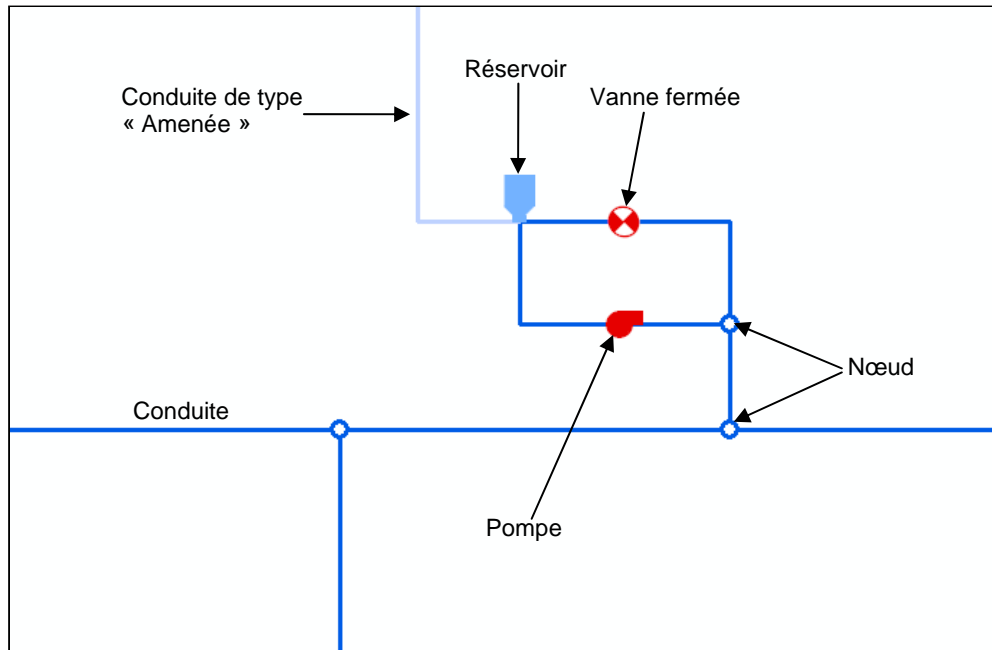 Réservoir
Conduite de type
« Amenée »
Vanne fermée
Nœud
Conduite
Pompe